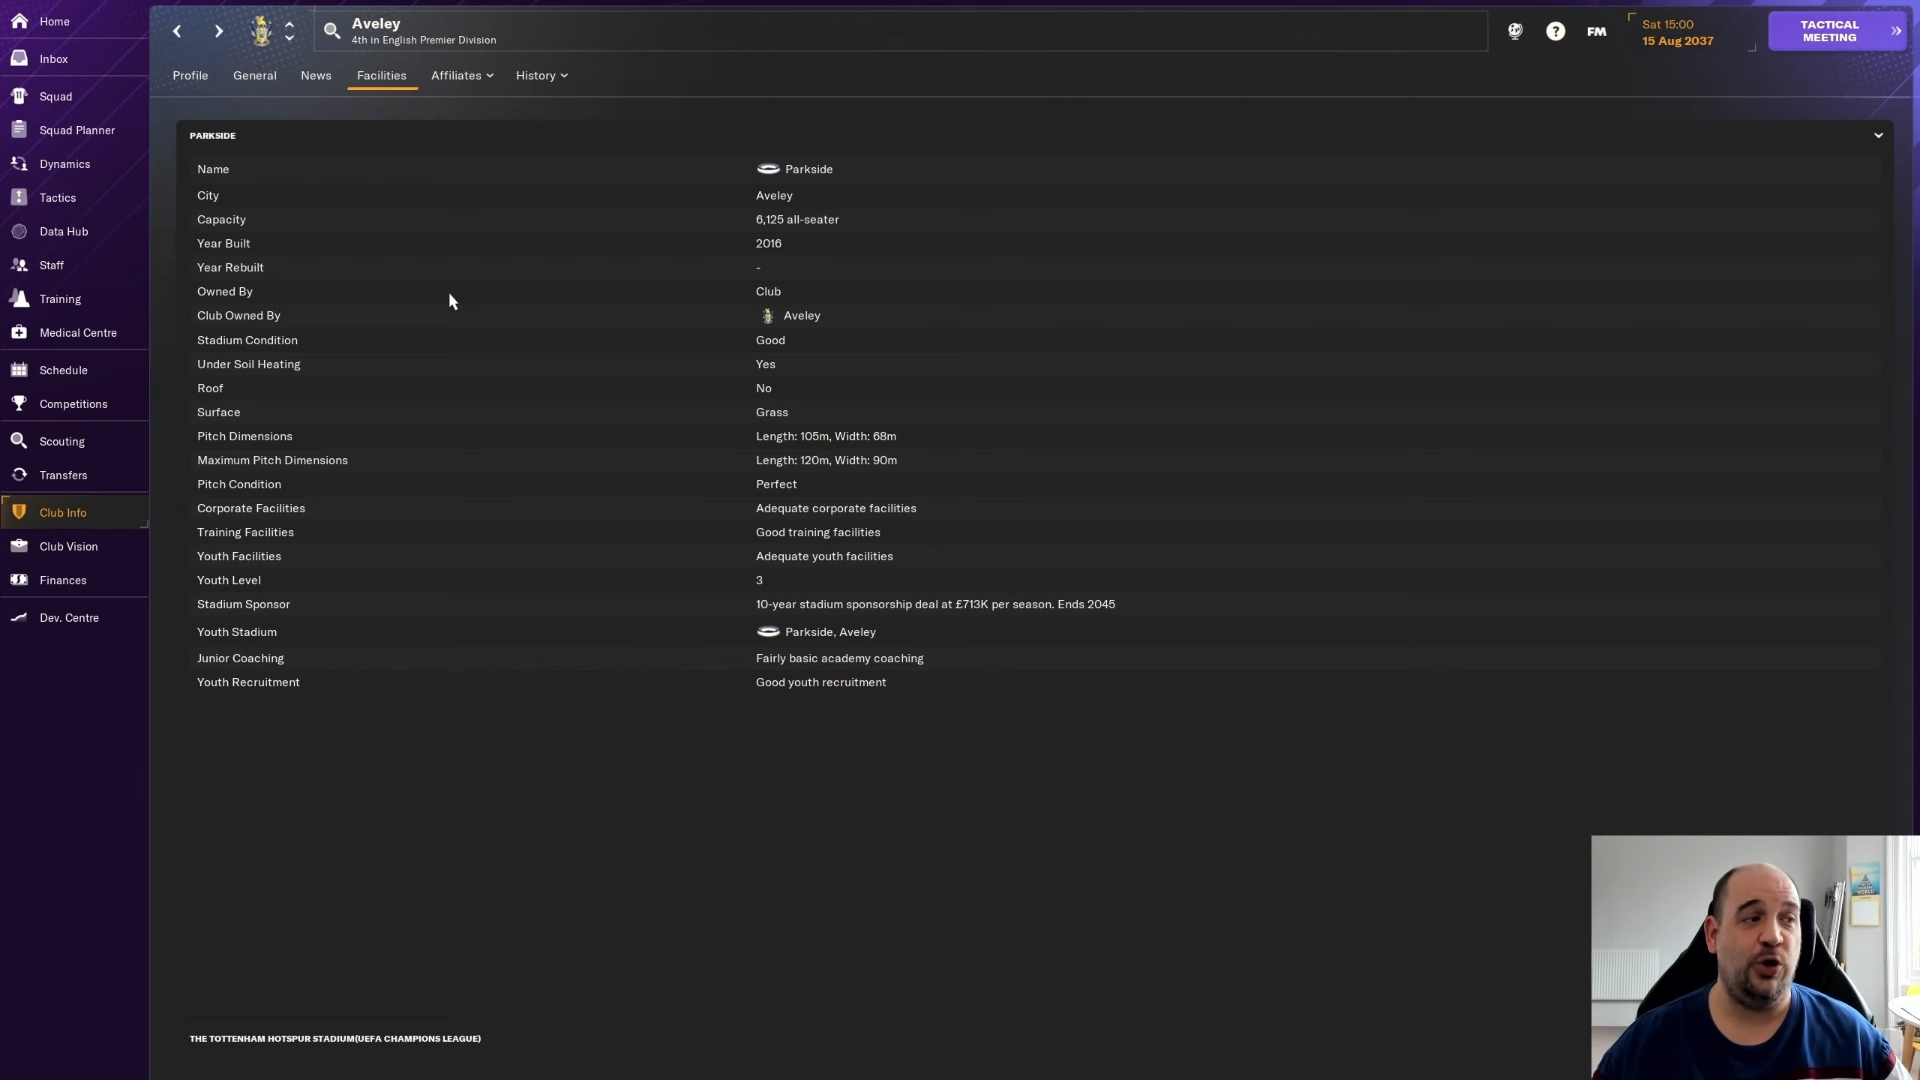 Home
Inbox
Squad
Squad Planner
Dynamics
Tactics
Data Hub
Staff
Training
Medical Centre
Schedule
Competitions
Scouting
Transfers
Club Info
Club Vision
Finances
Dev. Centre
Aveley
4th in English Premier Division
FM
Sat 15:00
15 Aug 2037
TACTICAL
MEETING
Profile General News Facilities Affiliates History
PARKSIDE
Name Parkside
City Aveley
Capacity 6,125 all-seater
Year Built 2016
Year Rebuilt -
Owned By Club
Club Owned By Aveley
Stadium Condition Good
Under Soil Heating Yes
Roof No
Surface Grass
Pitch Dimensions Length: 105m, Width: 68m
Maximum Pitch Dimensions Length: 120m, Width: 90m
Pitch Condition Perfect
Corporate Facilities Adequate corporate facilities
Training Facilities Good training facilities
Youth Facilities Adequate youth facilities
Youth Level 3
Stadium Sponsor 10-year stadium sponsorship deal at £713K per season. Ends 2045
Youth Stadium Parkside, Aveley
Junior Coaching Fairly basic academy coaching
Youth Recruitment Good youth recruitment
THE TOTTENHAM HOTSPUR STADIUM(UEFA CHAMPIONS LEAGUE)